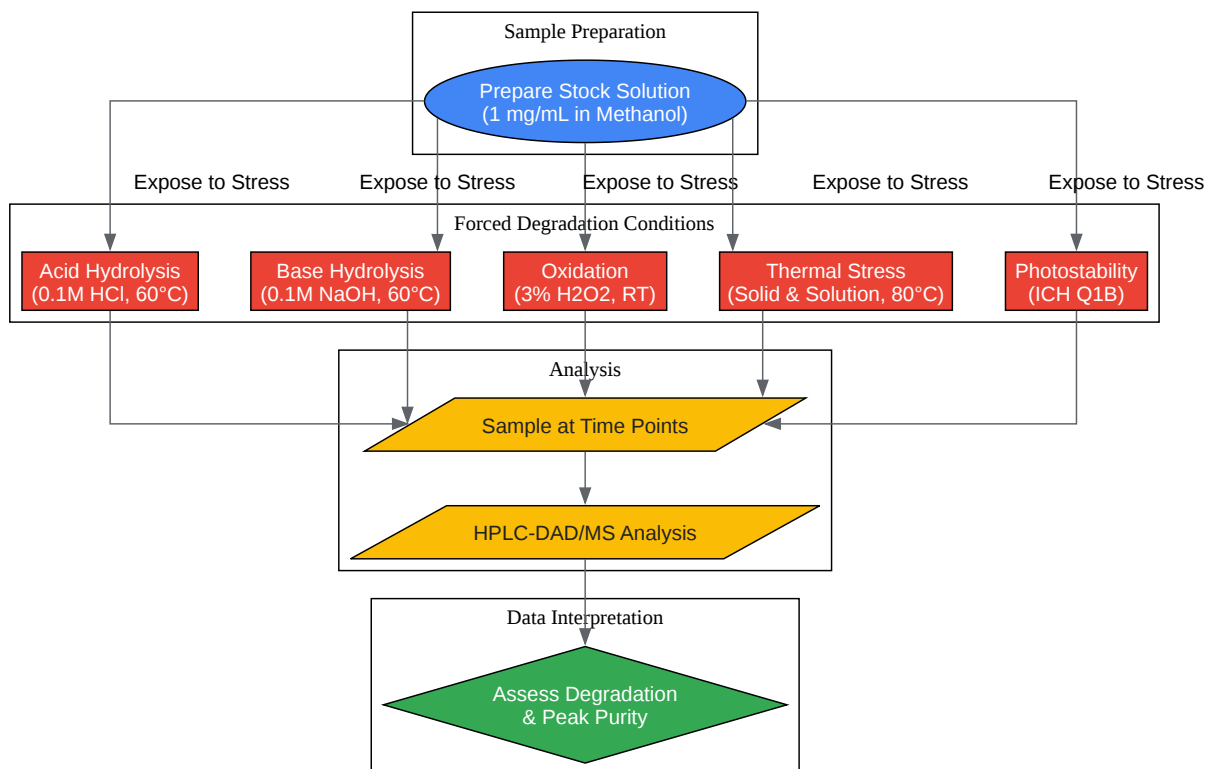 Sample Preparation
Prepare Stock Solution
(1 mg/mL in Methanol)
Expose to Stress
Expose to Stress
Expose to Stress
Expose to Stress
Expose to Stress
Forced Degradation Conditions
Acid Hydrolysis
(0.1M HCl, 60°C)
Base Hydrolysis
(0.1M NaOH, 60°C)
Oxidation
(3% H2O2, RT)
Thermal Stress
(Solid & Solution, 80°C)
Photostability
(ICH Q1B)
Analysis
Sample at Time Points
HPLC-DAD/MS Analysis
Data Interpretation
Assess Degradation
& Peak Purity